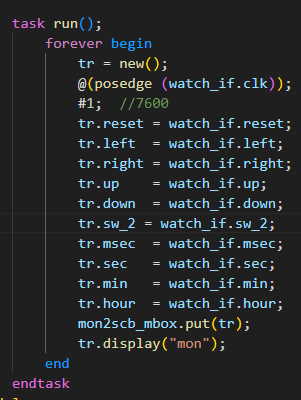 task run();
    forever begin
        tr = new();
        @(posedge (watch_if.clk));
        #1;  //7600
        tr.reset = watch_if.reset;
        tr.left  = watch_if.left;
        tr.right = watch_if.right;
        tr.up    = watch_if.up;
        tr.down  = watch_if.down;
        tr.sw_2 = watch_if.sw_2;
        tr.msec  = watch_if.msec;
        tr.sec   = watch_if.sec;
        tr.min   = watch_if.min;
        tr.hour  = watch_if.hour;
        mon2scb_mbox.put(tr);
        tr.display("mon");
    end
endtask